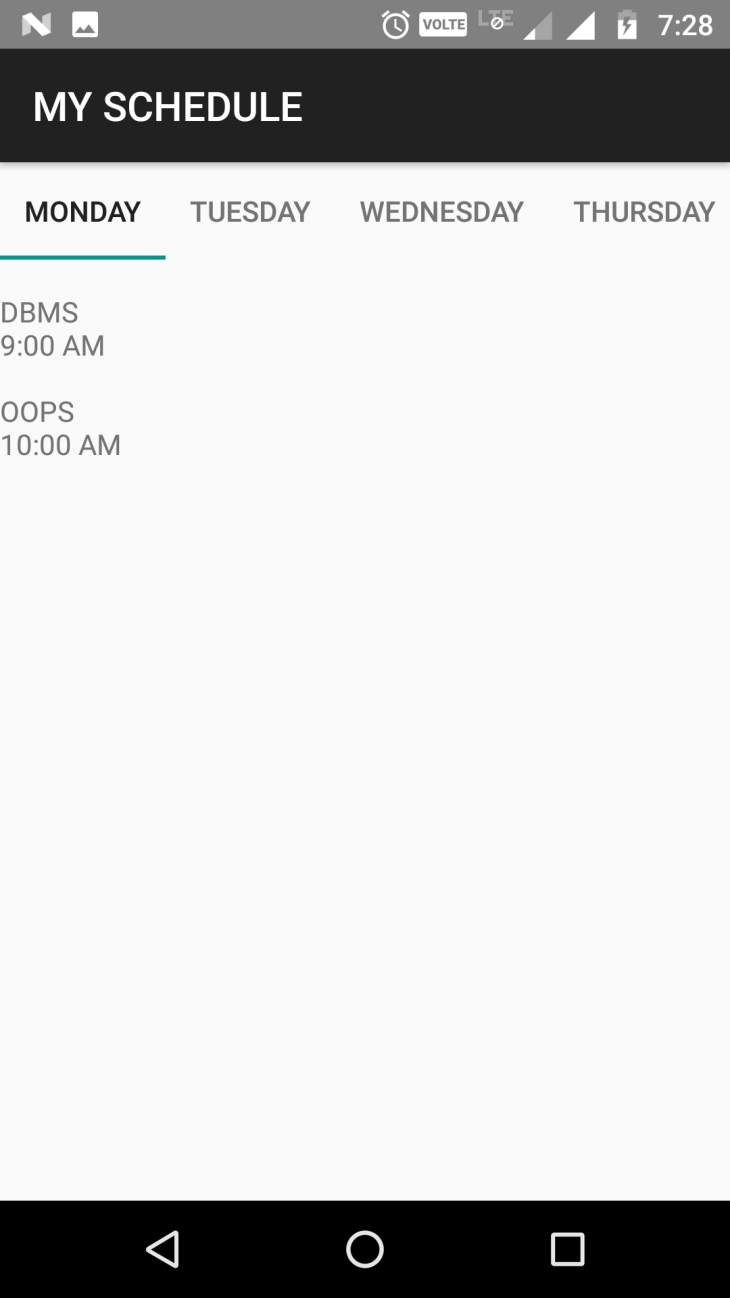 VOLTE LTE 7:28
MY SCHEDULE
MONDAY TUESDAY WEDNESDAY THURSDAY
DBMS
9:00 AM
OOPS
10:00 AM